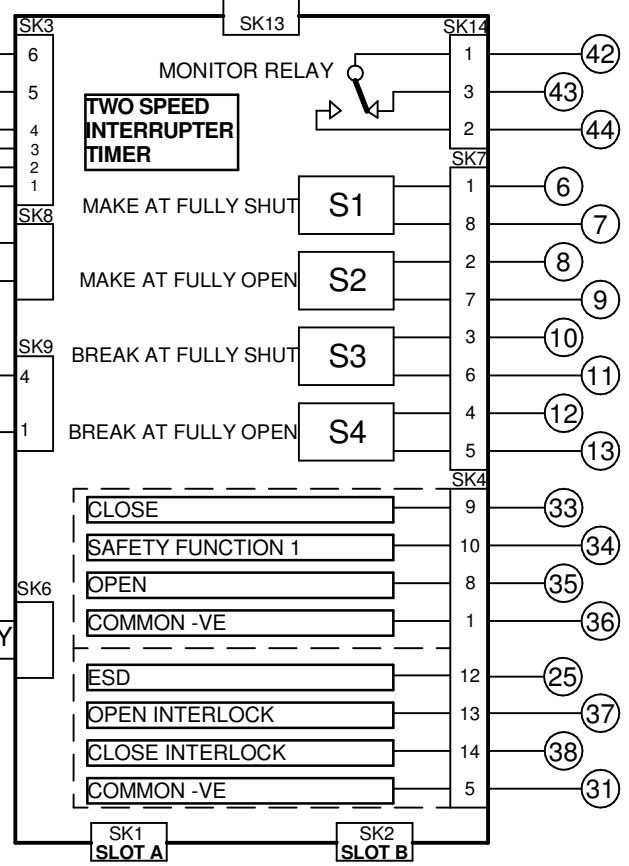 SK3
SK13
SK14
6
MONITOR RELAY
1
42
5
3
43
TWO SPEED
INTERRUPTER
TIMER
4
2
44
3
2
1
SK7
MAKE AT FULLY SHUT
S1
1
6
SK8
8
7
MAKE AT FULLY OPEN
S2
2
8
7
9
SK9
BREAK AT FULLY SHUT
S3
3
10
4
6
11
BREAK AT FULLY OPEN
S4
4
12
1
5
13
SK4
CLOSE
9
33
SAFETY FUNCTION 1
10
34
SK6
OPEN
8
35
COMMON -VE
1
36
Y
ESD
12
25
OPEN INTERLOCK
13
37
CLOSE INTERLOCK
14
38
COMMON -VE
5
31
SK1
SLOT A
SK2
SLOT B